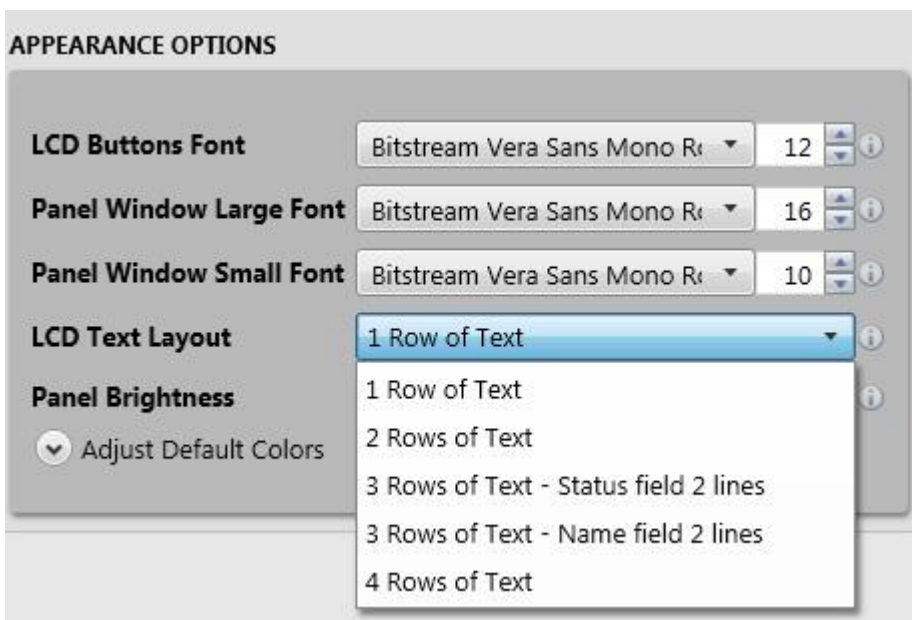 APPEARANCE OPTIONS
LCD Buttons Font Bitstream Vera Sans Mono 12
Panel Window Large Font Bitstream Vera Sans Mono 16
Panel Window Small Font Bitstream Vera Sans Mono 10
LCD Text Layout 1 Row of Text
Panel Brightness 1 Row of Text
Adjust Default Colors 2 Rows of Text
3 Rows of Text - Status field 2 lines
3 Rows of Text - Name field 2 lines
4 Rows of Text